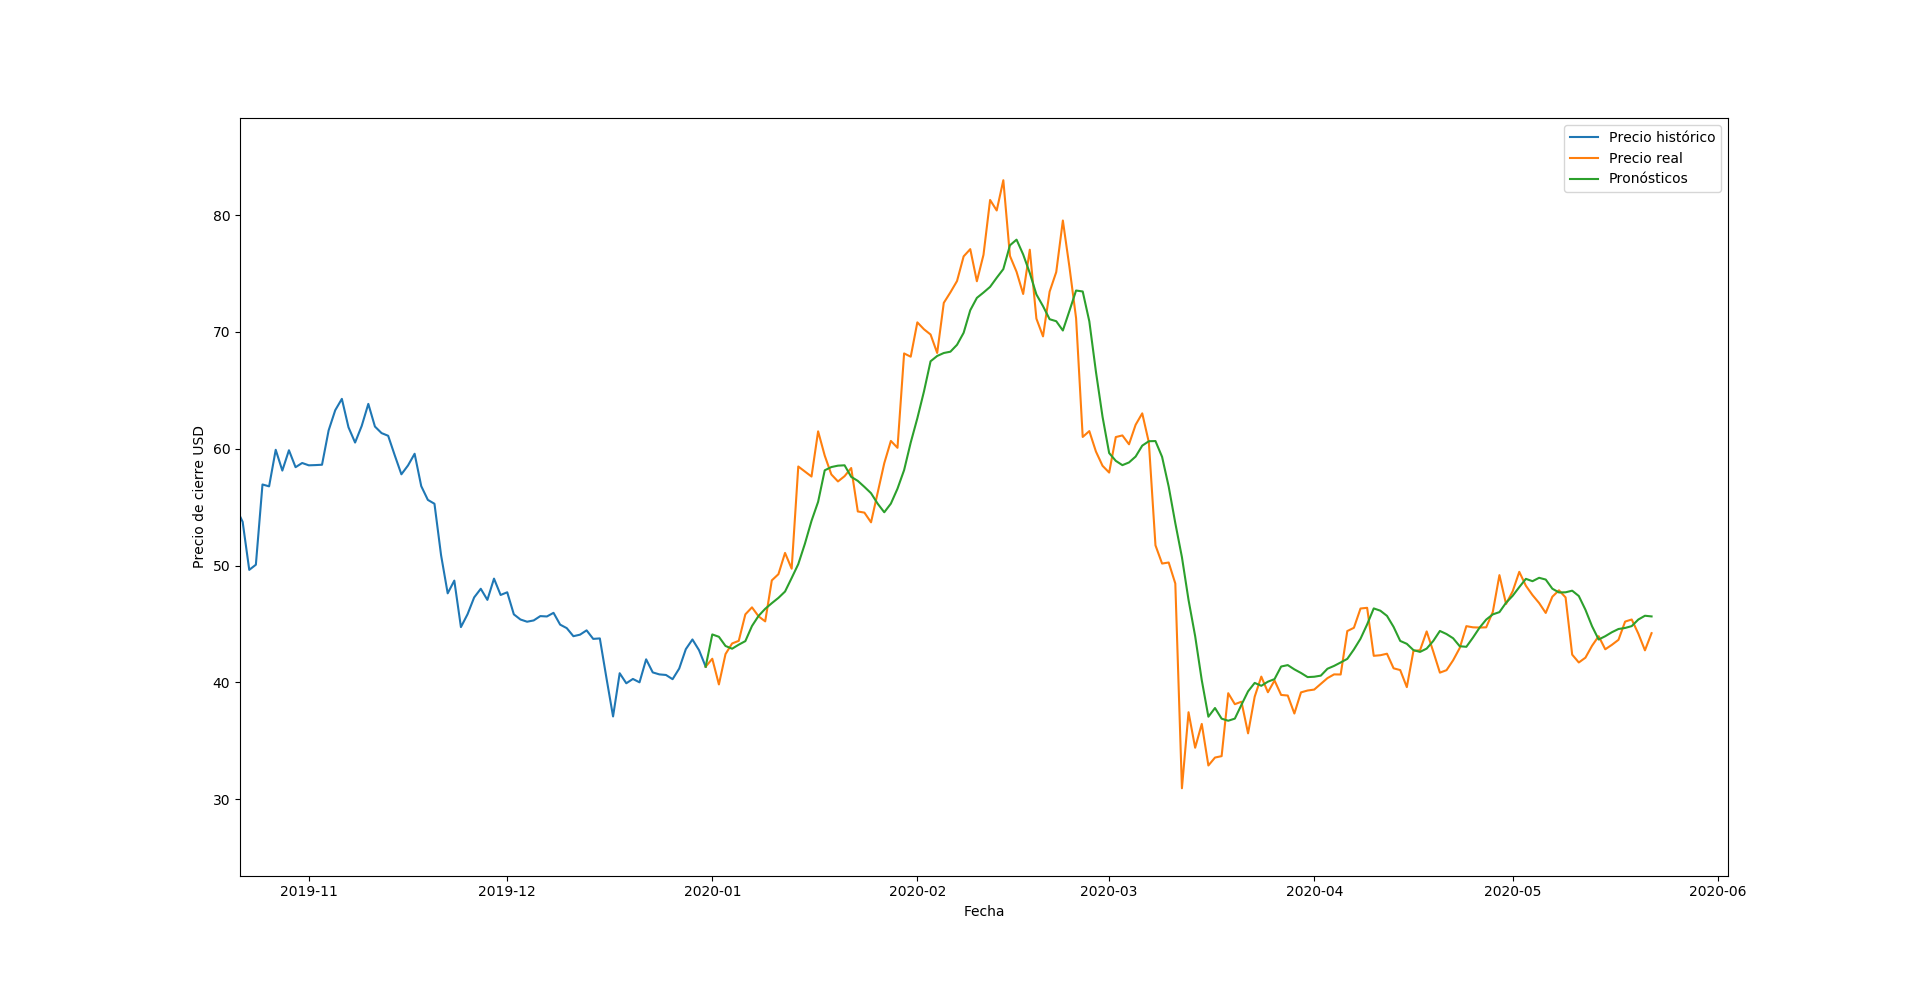 Precio histórico
Precio real
Pronósticos
Precio de cierre USD
80
70
60
50
40
30
2019-11
2019-12
2020-01
2020-02
2020-03
2020-04
2020-05
2020-06
Fecha